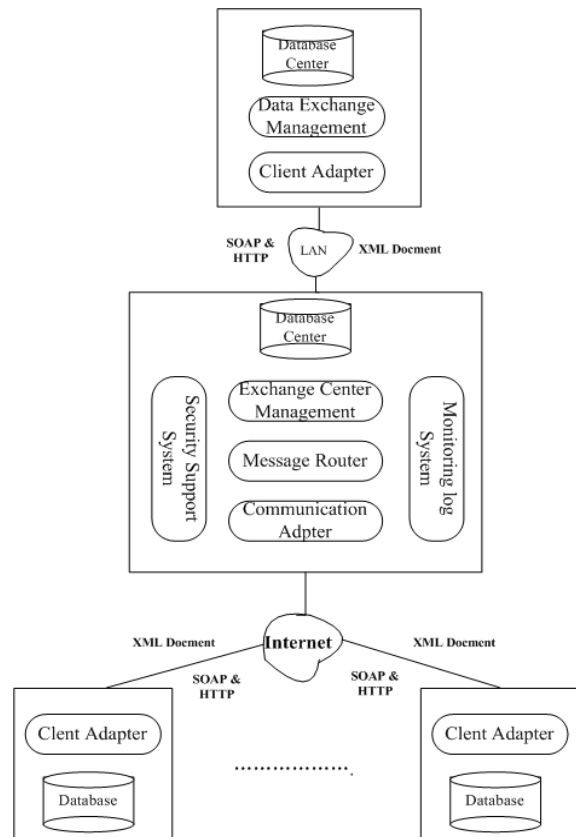 Database
Center
Data Exchange
Management
Client Adapter
SOAP &
HTTP
LAN
XML Docment
Database
Center
Security Support
System
Exchange Center
Management
Message Router
Communication
Adpter
Monitoring log
System
XML Docment
Internet
XML Docment
SOAP &
HTTP
SOAP &
HTTP
Clent Adapter
Database
………………….
Clent Adapter
Database